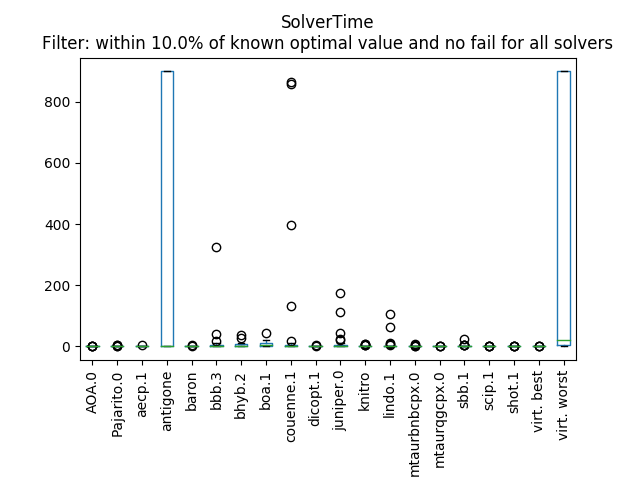 SolverTime
Filter: within 10.0% of known optimal value and no fail for all solvers
800
600
400
200
0
AOA.0
Pajarito.0
aecp.1
antigone
baron
bbb.3
bhyb.2
boa.1
couenne.1
dicopt.1
juniper.0
knitro
lindo.1
mtaurbnbcpx.0
mtaurqgcpx.0
sbb.1
scip.1
shot.1
virt. best
virt. worst